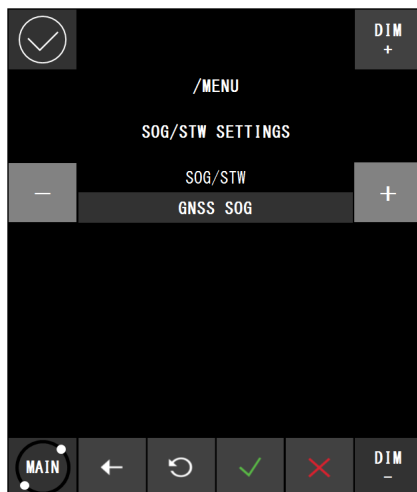 DIM
+
/MENU
SOG/STW SETTINGS
SOG/STW
−
+
GNSS SOG
MAIN
DIM
−